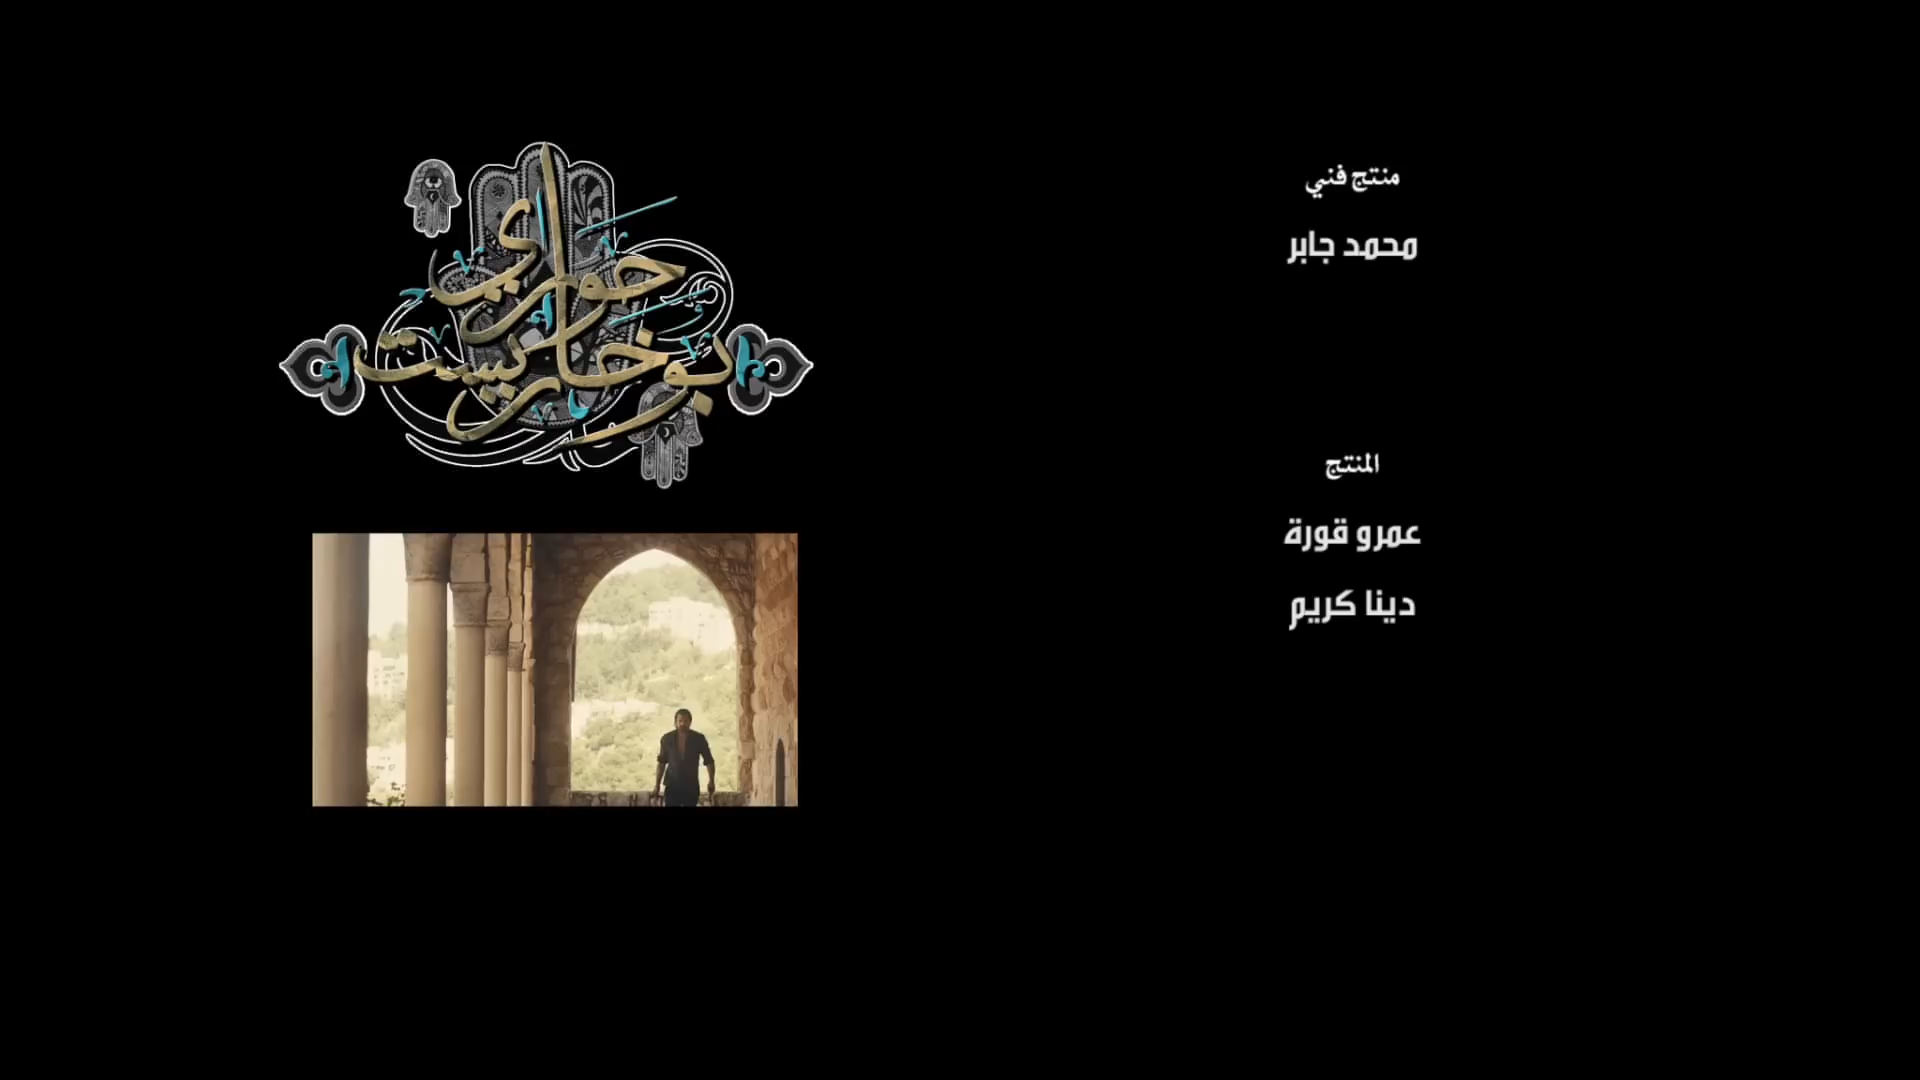 جواري
بوخاريست
منتج فني
محمد جابر
المنتج
عمرو قورة
دينا كريم